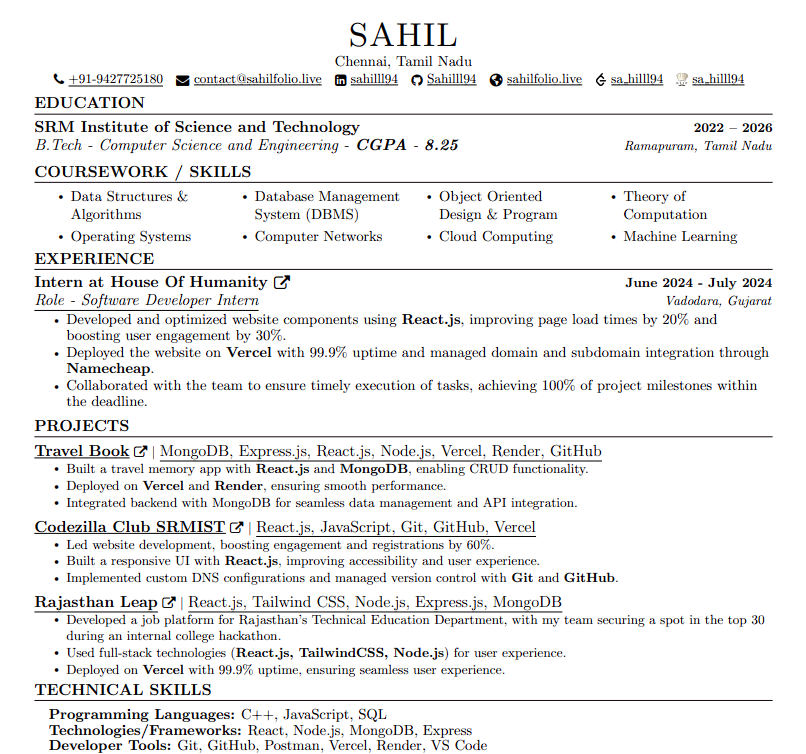 SAHIL
Chennai, Tamil Nadu
+91-9427725180 contact@sahilfolio.live sahilll94 Sahilll94 sahilfolio.live sa_hilll94 sa_hilll94
EDUCATION
SRM Institute of Science and Technology 2022 – 2026
B.Tech - Computer Science and Engineering - CGPA - 8.25 Ramapuram, Tamil Nadu
COURSEWORK / SKILLS
• Data Structures & • Database Management • Object Oriented • Theory of
Algorithms System (DBMS) Design & Program Computation
• Operating Systems • Computer Networks • Cloud Computing • Machine Learning
EXPERIENCE
Intern at House Of Humanity June 2024 - July 2024
Role - Software Developer Intern Vadodara, Gujarat
• Developed and optimized website components using React.js, improving page load times by 20% and
boosting user engagement by 30%.
• Deployed the website on Vercel with 99.9% uptime and managed domain and subdomain integration through
Namecheap.
• Collaborated with the team to ensure timely execution of tasks, achieving 100% of project milestones within
the deadline.
PROJECTS
Travel Book | MongoDB, Express.js, React.js, Node.js, Vercel, Render, GitHub
• Built a travel memory app with React.js and MongoDB, enabling CRUD functionality.
• Deployed on Vercel and Render, ensuring smooth performance.
• Integrated backend with MongoDB for seamless data management and API integration.
Codezilla Club SRMIST | React.js, JavaScript, Git, GitHub, Vercel
• Led website development, boosting engagement and registrations by 60%.
• Built a responsive UI with React.js, improving accessibility and user experience.
• Implemented custom DNS configurations and managed version control with Git and GitHub.
Rajasthan Leap | React.js, Tailwind CSS, Node.js, Express.js, MongoDB
• Developed a job platform for Rajasthan's Technical Education Department, with my team securing a spot in the top 30
during an internal college hackathon.
• Used full-stack technologies (React.js, TailwindCSS, Node.js) for user experience.
• Deployed on Vercel with 99.9% uptime, ensuring seamless user experience.
TECHNICAL SKILLS
Programming Languages: C++, JavaScript, SQL
Technologies/Frameworks: React, Node.js, MongoDB, Express
Developer Tools: Git, GitHub, Postman, Vercel, Render, VS Code